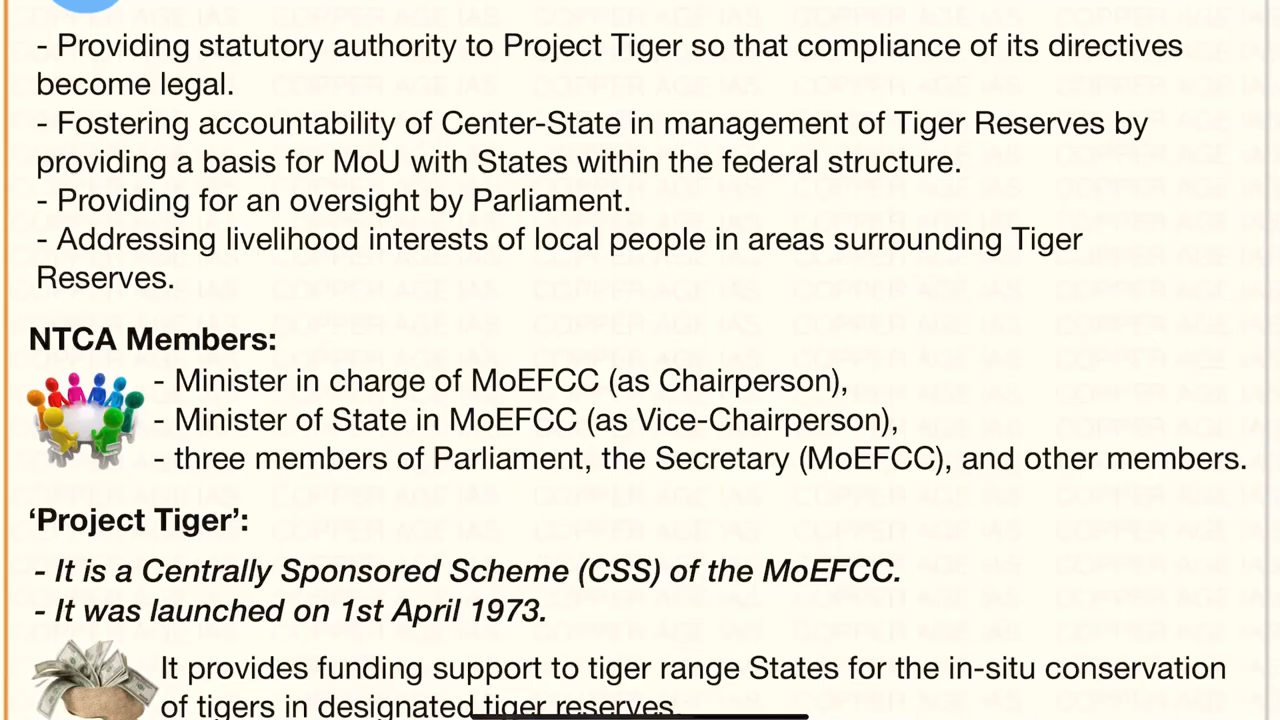 - Providing statutory authority to Project Tiger so that compliance of its directives
become legal.
- Fostering accountability of Center-State in management of Tiger Reserves by
providing a basis for MoU with States within the federal structure.
- Providing for an oversight by Parliament.
- Addressing livelihood interests of local people in areas surrounding Tiger
Reserves.
NTCA Members:
- Minister in charge of MoEFCC (as Chairperson),
- Minister of State in MoEFCC (as Vice-Chairperson),
- three members of Parliament, the Secretary (MoEFCC), and other members.
‘Project Tiger’:
- It is a Centrally Sponsored Scheme (CSS) of the MoEFCC.
- It was launched on 1st April 1973.
It provides funding support to tiger range States for the in-situ conservation
of tigers in designated tiger reserves.
COPPER AGE IAS